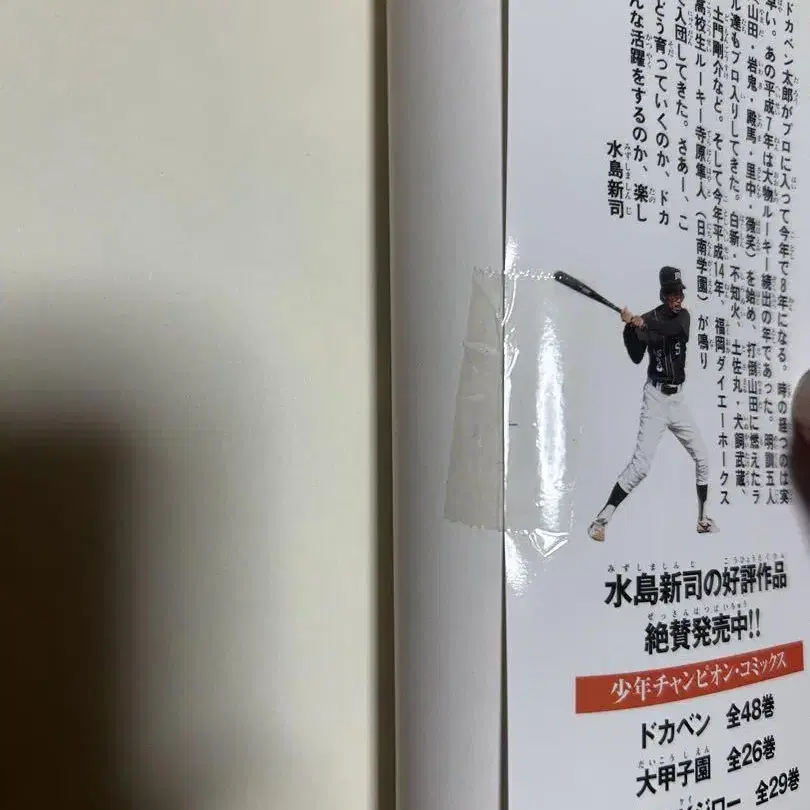 ドカベン太郎がプロに入って今年で8年になる。時の経つのは実
早い。あの平成7年は大物ルーキー続出の年であった。明訓五人
山田・岩鬼・殿馬・里中・微笑)を始め、打倒山田に燃えたラ
ル達もプロ入りしてきた。白新・不知火、土佐丸・犬飼武蔵、
土門剛介など。そして今年平成14年、福岡ダイエーホークス
高校生ルーキー寺原隼人(日南学園)が鳴り
で入団してきた。さあー、こ
どう育っていくのか、ドカ
んな活躍をするのか、楽し
水島新司
水島新司の好評作品
絶賛発売中!!
少年チャンピオン・コミックス
ドカベン 全48巻
大甲子園 全26巻
ジロー 全29巻